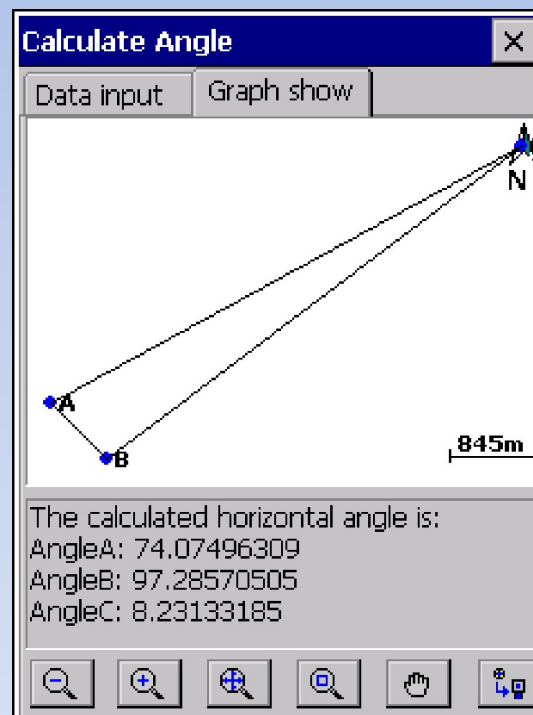 Calculate Angle
Data input
Graph show
N
A
B
845m
The calculated horizontal angle is:
AngleA: 74.07496309
AngleB: 97.28570505
AngleC: 8.23133185